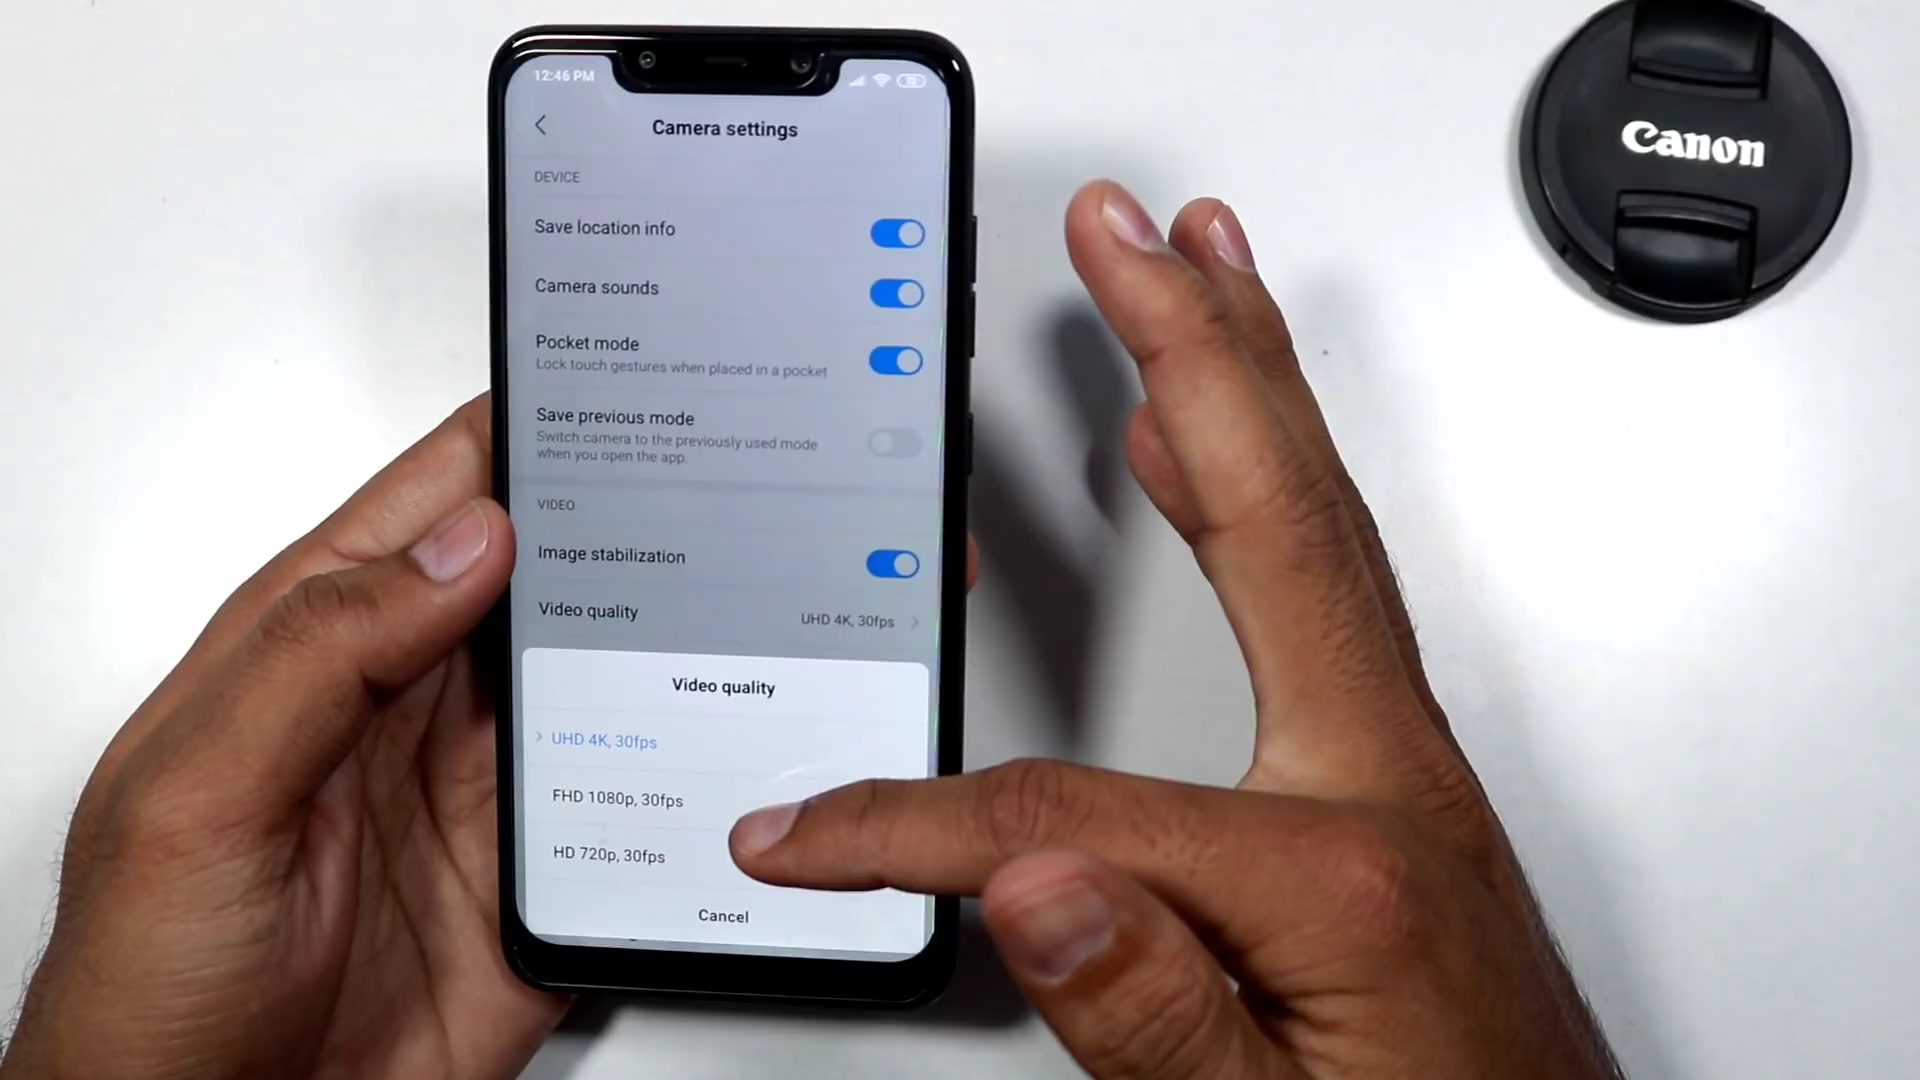 12:46 PM
Canon
Camera settings
DEVICE
Save location info
Camera sounds
Pocket mode
Lock touch gestures when placed in a pocket
Save previous mode
Switch camera to the previously used mode
when you open the app.
VIDEO
Image stabilization
Video quality
UHD 4K, 30fps
Video quality
UHD 4K, 30fps
FHD 1080p, 30fps
HD 720p, 30fps
Cancel